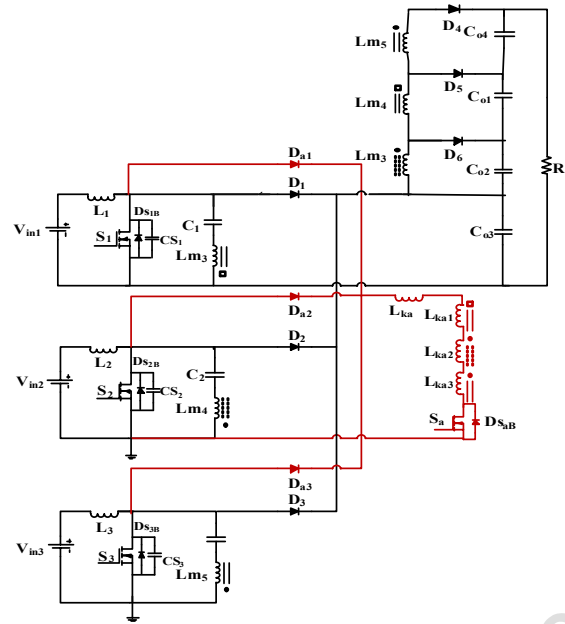 D4
Co4
Lm5
D5
Co1
Lm4
D6
Lm3
Co2
R
Da1
D1
L1
Vin1
S1
Ds1B
CS1
C1
Lm3
Co3
Da2
Lka
Lka1
D2
L2
Ds2B
Lka2
Vin2
S2
CS2
C2
Lm4
Lka3
Sa
DsaB
Da3
D3
L3
Ds3B
Vin3
S3
CS3
Lm5